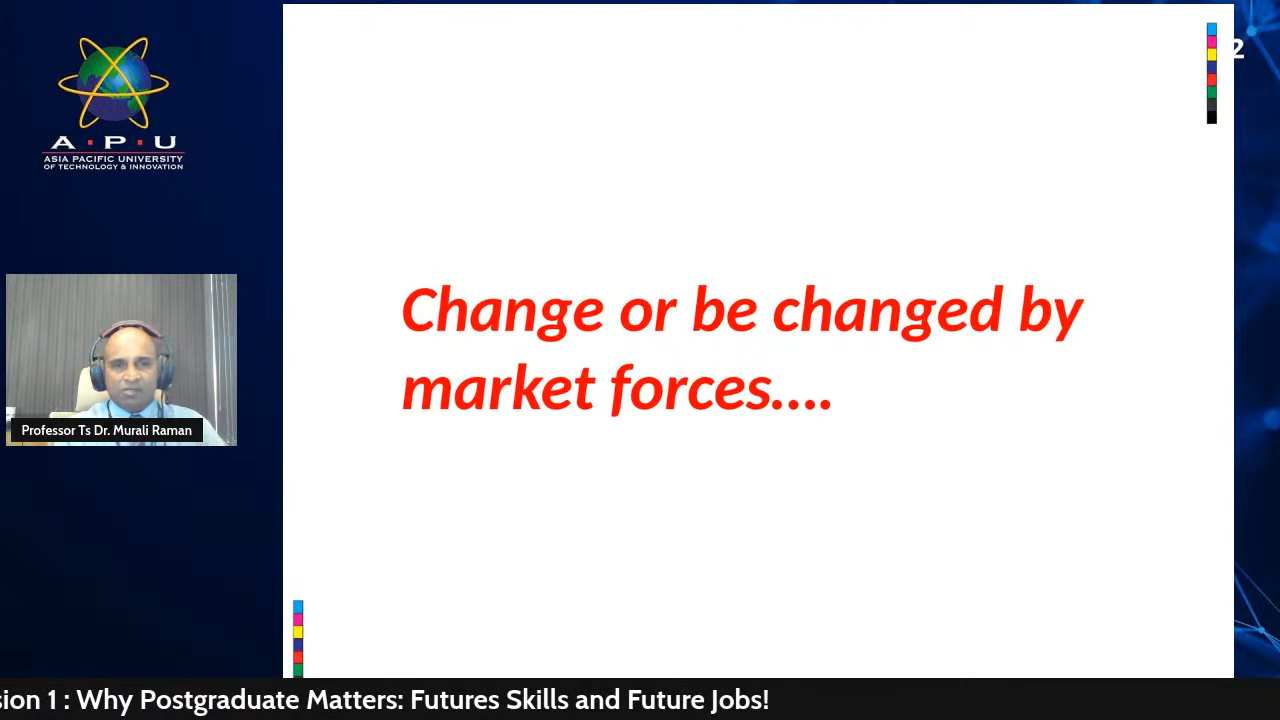 A·P·U
ASIA PACIFIC UNIVERSITY
OF TECHNOLOGY & INNOVATION
2
Change or be changed by
market forces....
Professor Ts Dr. Murali Raman
sion 1 : Why Postgraduate Matters: Futures Skills and Future Jobs!